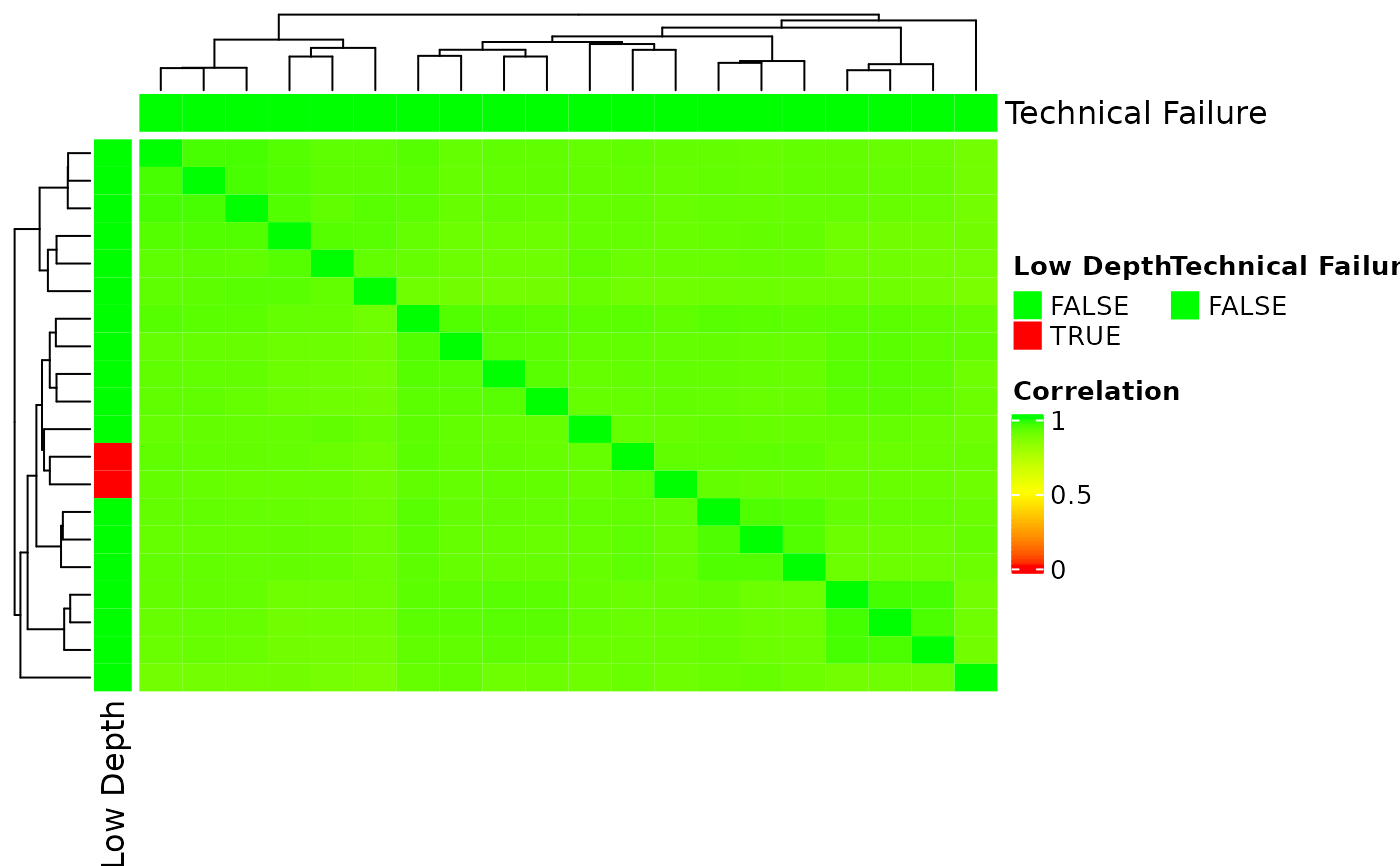 Technical Failure
Low Depth Technical Failur
FALSE FALSE
TRUE
Correlation
1
0.5
0
Low Depth